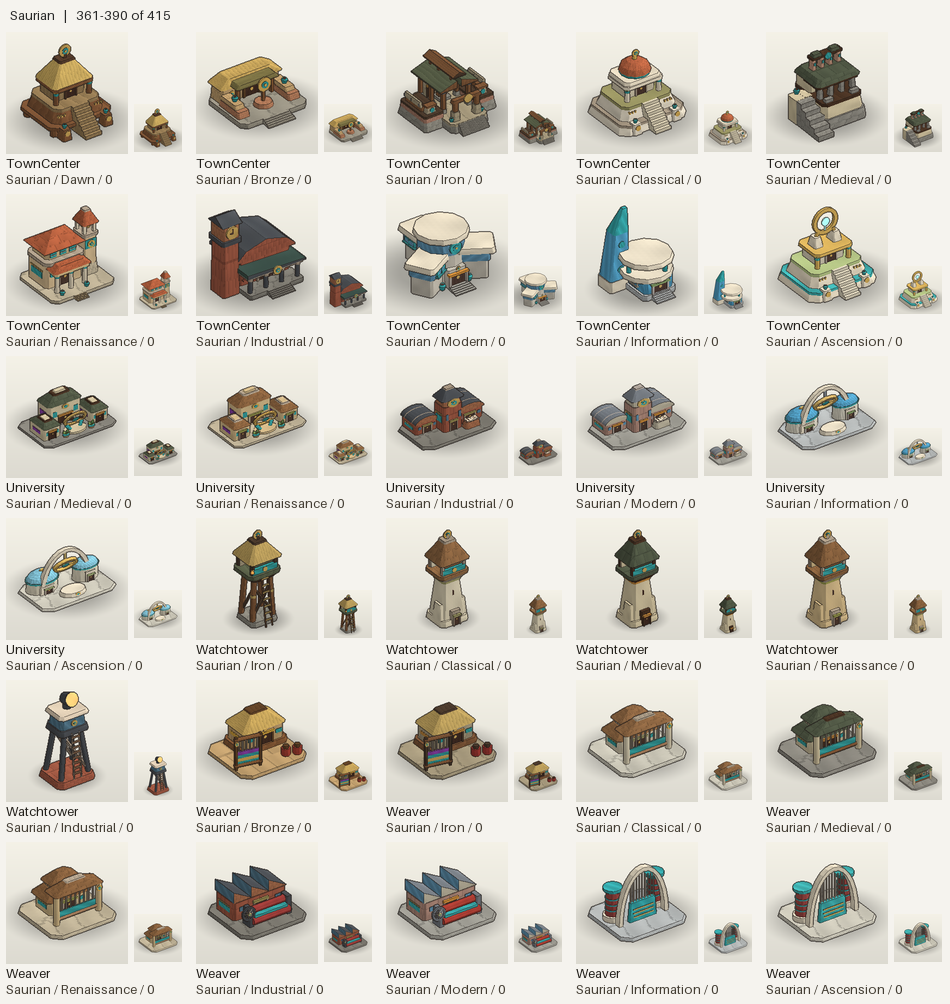 Saurian | 361-390 of 415
TownCenter
Saurian / Dawn / 0
TownCenter
Saurian / Bronze / 0
TownCenter
Saurian / Iron / 0
TownCenter
Saurian / Classical / 0
TownCenter
Saurian / Medieval / 0
TownCenter
Saurian / Renaissance / 0
TownCenter
Saurian / Industrial / 0
TownCenter
Saurian / Modern / 0
TownCenter
Saurian / Information / 0
TownCenter
Saurian / Ascension / 0
University
Saurian / Medieval / 0
University
Saurian / Renaissance / 0
University
Saurian / Industrial / 0
University
Saurian / Modern / 0
University
Saurian / Information / 0
University
Saurian / Ascension / 0
Watchtower
Saurian / Iron / 0
Watchtower
Saurian / Classical / 0
Watchtower
Saurian / Medieval / 0
Watchtower
Saurian / Renaissance / 0
Watchtower
Saurian / Industrial / 0
Weaver
Saurian / Bronze / 0
Weaver
Saurian / Iron / 0
Weaver
Saurian / Classical / 0
Weaver
Saurian / Medieval / 0
Weaver
Saurian / Renaissance / 0
Weaver
Saurian / Industrial / 0
Weaver
Saurian / Modern / 0
Weaver
Saurian / Information / 0
Weaver
Saurian / Ascension / 0